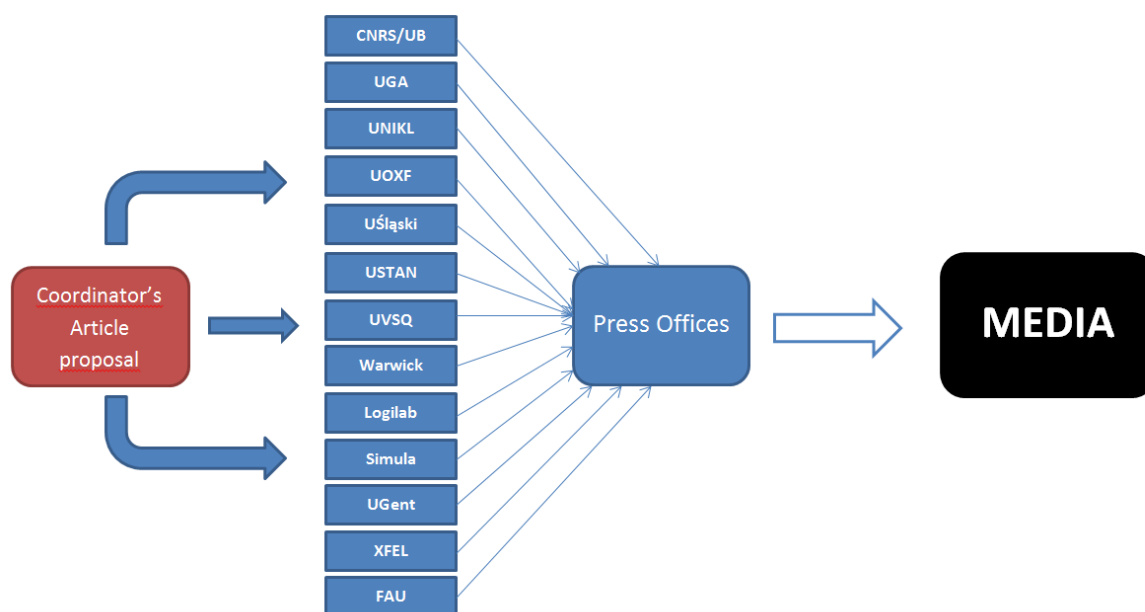 CNRS/UB
UGA
UNIKL
UOXF
UŚląski
USTAN
UVSQ
Warwick
Logilab
Simula
UGent
XFEL
FAU
Coordinator's
Article
proposal
Press Offices
MEDIA